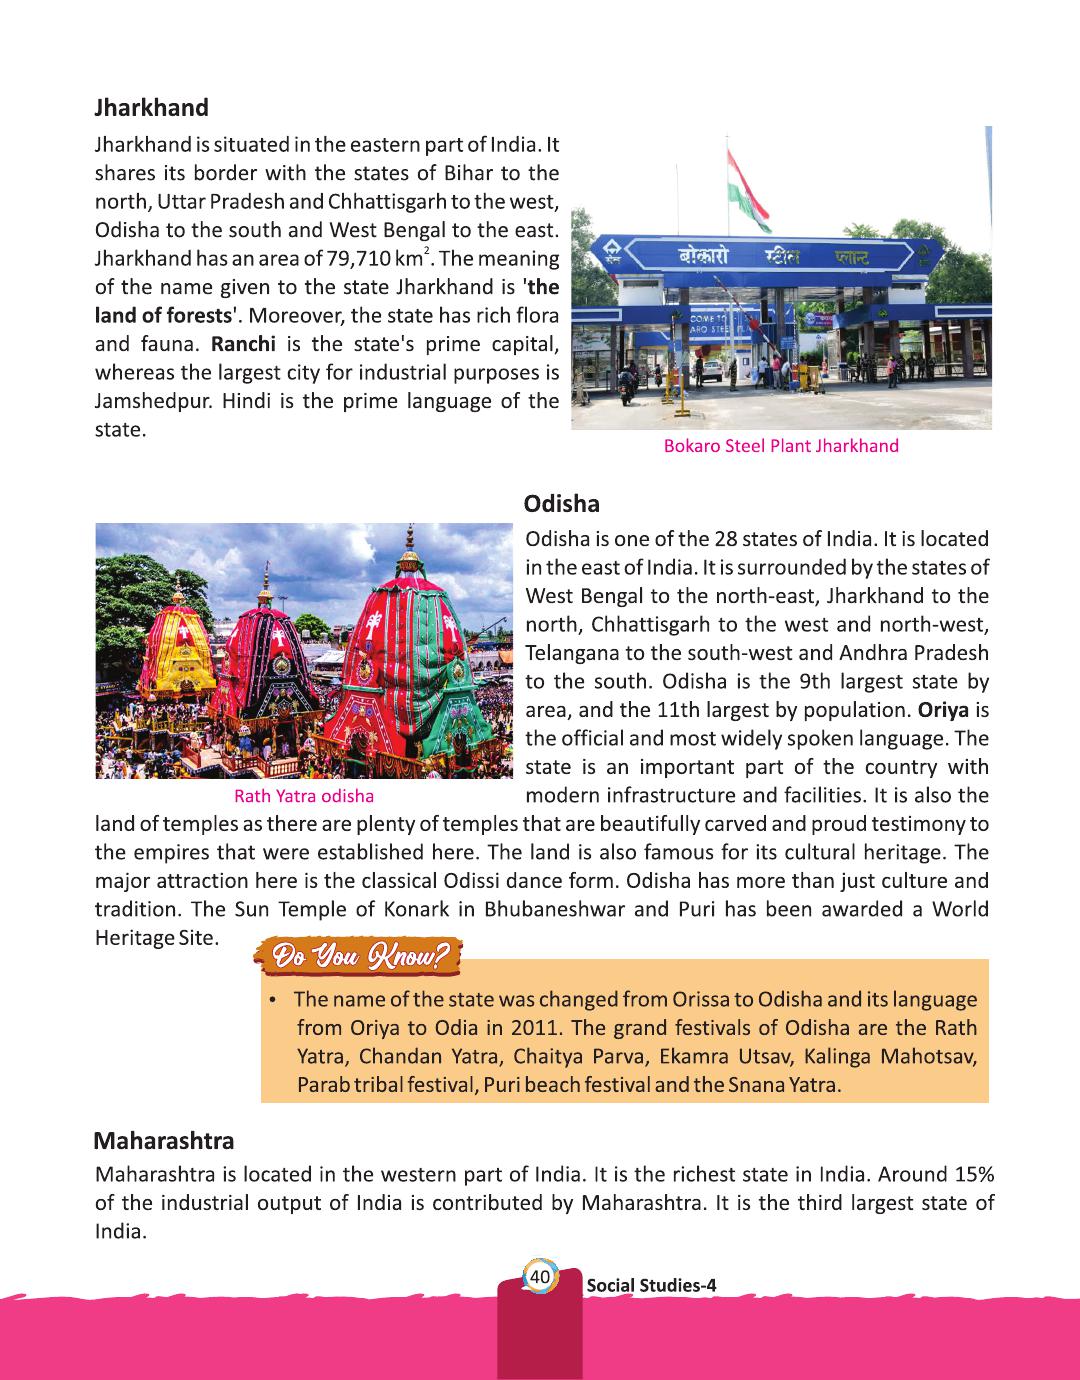 Jharkhand
Jharkhand is situated in the eastern part of India. It
shares its border with the states of Bihar to the
north, Uttar Pradesh and Chhattisgarh to the west,
Odisha to the south and West Bengal to the east.
Jharkhand has an area of 79,710 km². The meaning
of the name given to the state Jharkhand is 'the
land of forests'. Moreover, the state has rich flora
and fauna. Ranchi is the state's prime capital,
whereas the largest city for industrial purposes is
Jamshedpur. Hindi is the prime language of the
state.
सेल बोकारो स्टील प्लान्ट
COME TO
ARO STEEL
Bokaro Steel Plant Jharkhand
Odisha
Odisha is one of the 28 states of India. It is located
in the east of India. It is surrounded by the states of
West Bengal to the north-east, Jharkhand to the
north, Chhattisgarh to the west and north-west,
Telangana to the south-west and Andhra Pradesh
to the south. Odisha is the 9th largest state by
area, and the 11th largest by population. Oriya is
the official and most widely spoken language. The
state is an important part of the country with
modern infrastructure and facilities. It is also the
Rath Yatra odisha
land of temples as there are plenty of temples that are beautifully carved and proud testimony to
the empires that were established here. The land is also famous for its cultural heritage. The
major attraction here is the classical Odissi dance form. Odisha has more than just culture and
tradition. The Sun Temple of Konark in Bhubaneshwar and Puri has been awarded a World
Heritage Site.
Do You Know?
• The name of the state was changed from Orissa to Odisha and its language
from Oriya to Odia in 2011. The grand festivals of Odisha are the Rath
Yatra, Chandan Yatra, Chaitya Parva, Ekamra Utsav, Kalinga Mahotsav,
Parab tribal festival, Puri beach festival and the Snana Yatra.
Maharashtra
Maharashtra is located in the western part of India. It is the richest state in India. Around 15%
of the industrial output of India is contributed by Maharashtra. It is the third largest state of
India.
40
Social Studies-4